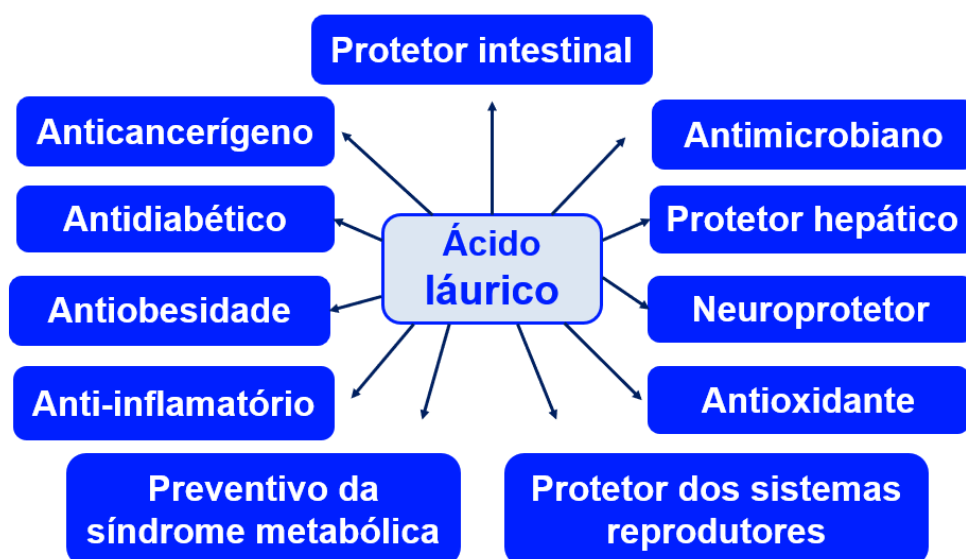 Protetor intestinal
Anticancerígeno
Antimicrobiano
Antidiabético
Ácido
láurico
Protetor hepático
Antiobesidade
Neuroprotetor
Anti-inflamatório
Antioxidante
Preventivo da
síndrome metabólica
Protetor dos sistemas
reprodutores